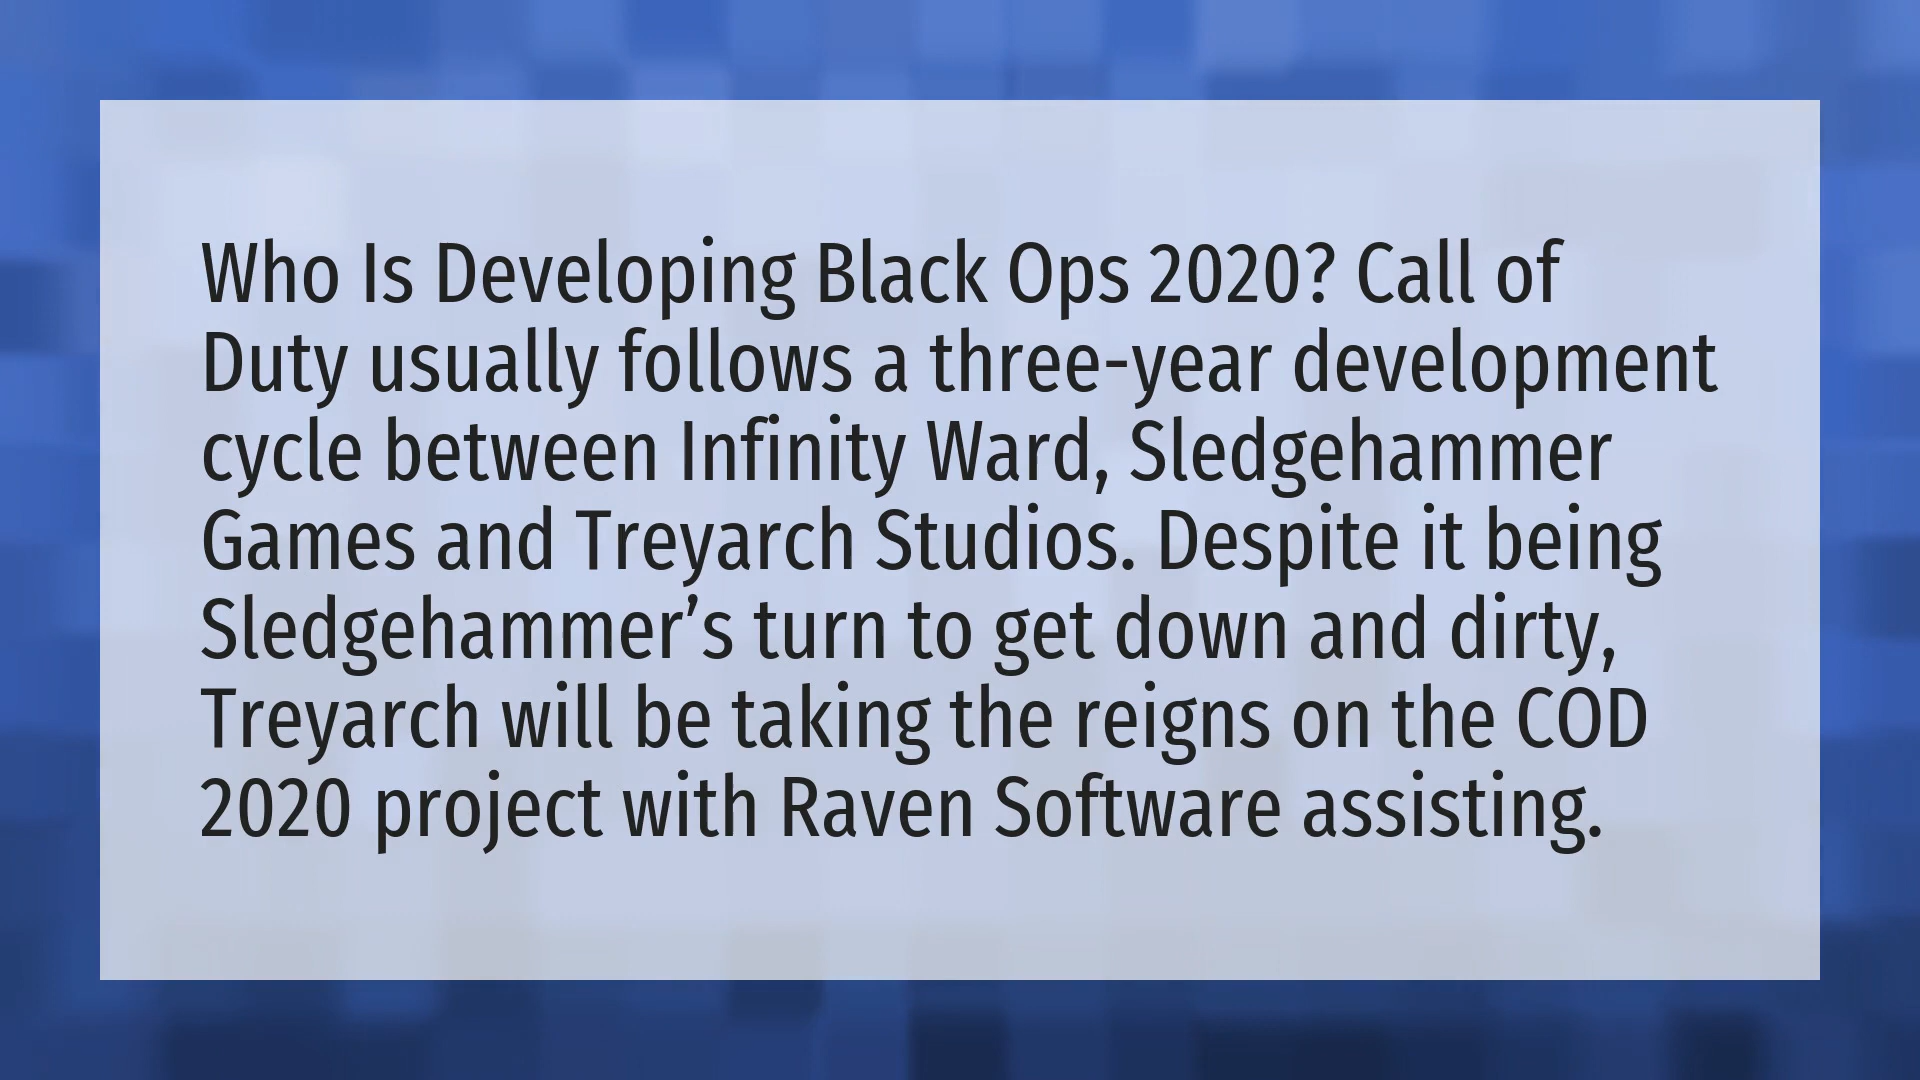 Who Is Developing Black Ops 2020? Call of
Duty usually follows a three-year development
cycle between Infinity Ward, Sledgehammer
Games and Treyarch Studios. Despite it being
Sledgehammer’s turn to get down and dirty,
Treyarch will be taking the reigns on the COD
2020 project with Raven Software assisting.